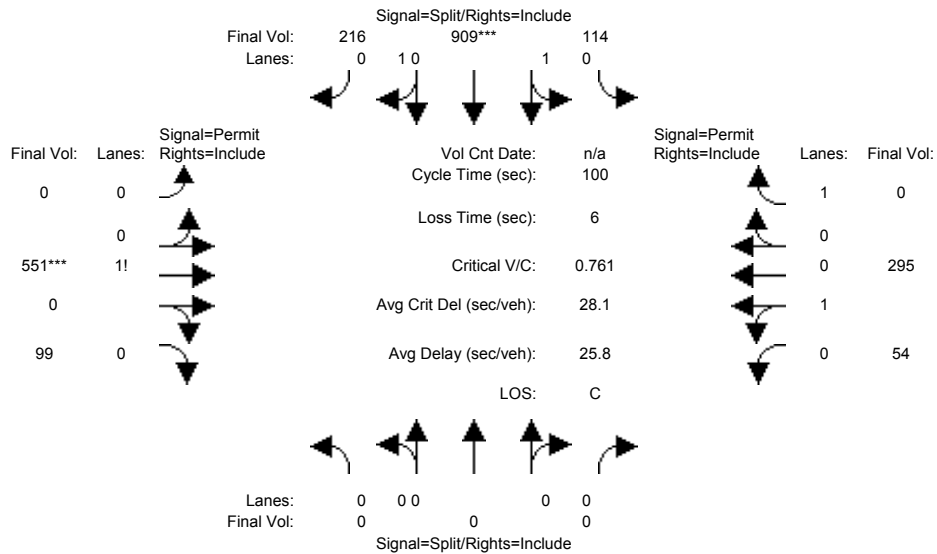 Signal=Split/Rights=Include
Final Vol: 216 909*** 114
Lanes: 0 1 0 1 0
Signal=Permit
Final Vol: Lanes: Rights=Include
Vol Cnt Date: n/a
Signal=Permit
Rights=Include Lanes: Final Vol:
Cycle Time (sec): 100
0 0
1 0
Loss Time (sec): 6
0
0
551*** 1!
Critical V/C: 0.761
0 295
0
Avg Crit Del (sec/veh): 28.1
1
99 0
Avg Delay (sec/veh): 25.8
0 54
LOS: C
Lanes: 0 0 0 0 0
Final Vol: 0 0 0
Signal=Split/Rights=Include